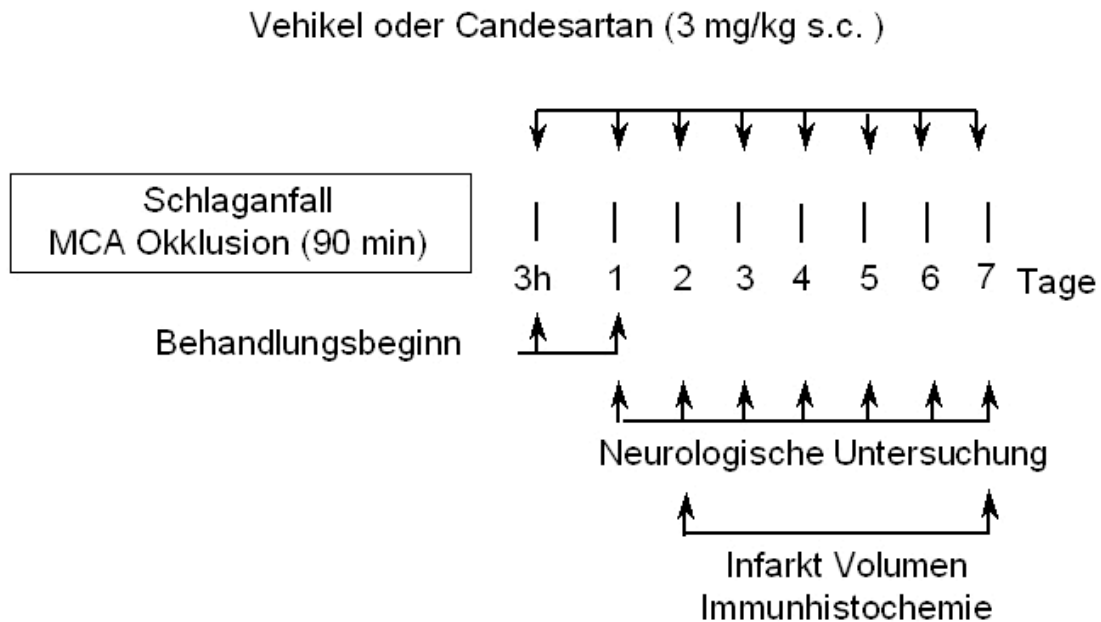 Vehikel oder Candesartan (3 mg/kg s.c. )
Schlaganfall
MCA Okklusion (90 min)
3h 1 2 3 4 5 6 7 Tage
Behandlungsbeginn
Neurologische Untersuchung
Infarkt Volumen
Immunhistochemie